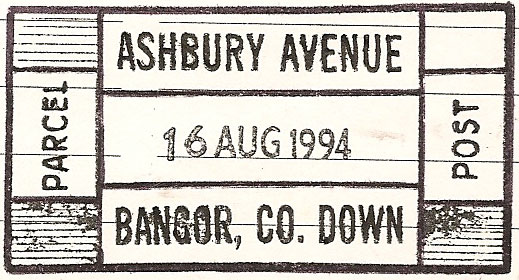 ASHBURY AVENUE
PARCEL
16 AUG 1994
POST
BANGOR, CO. DOWN